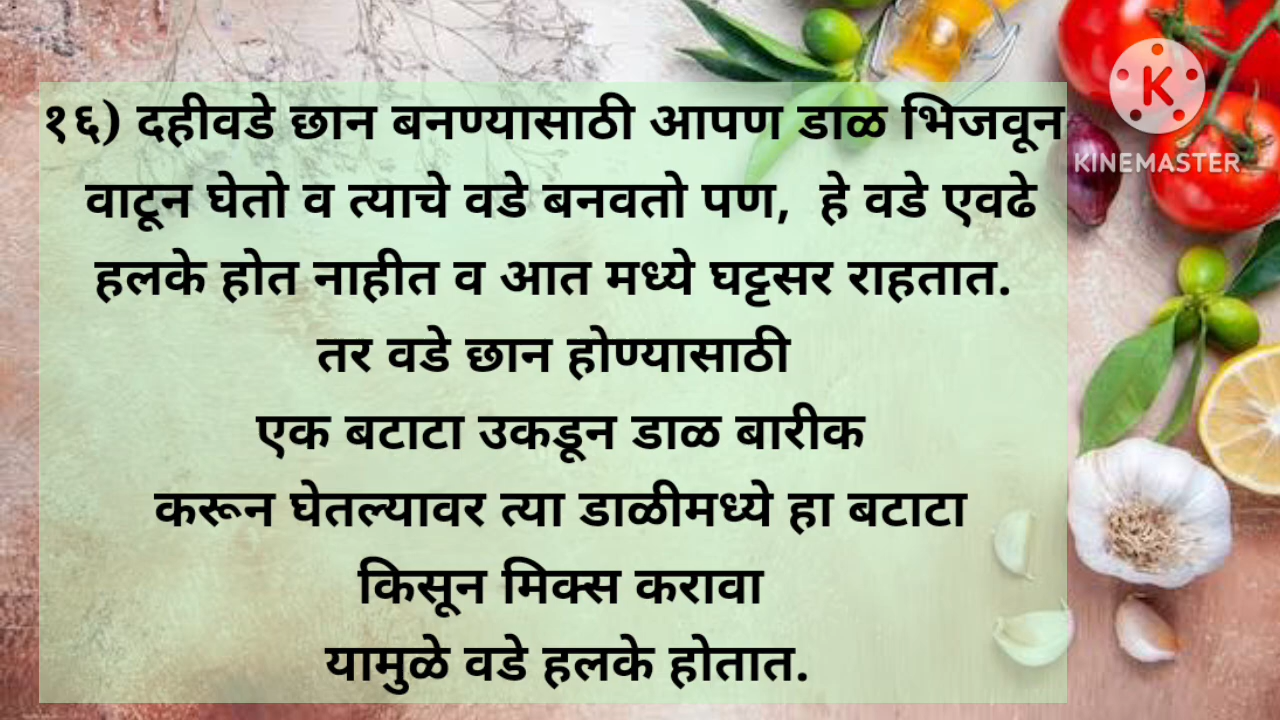 १६) दहीवडे छान बनण्यासाठी आपण डाळ भिजवून
वाटून घेतो व त्याचे वडे बनवतो पण, हे वडे एवढे
हलके होत नाहीत व आत मध्ये घट्टसर राहतात.
तर वडे छान होण्यासाठी
एक बटाटा उकडून डाळ बारीक
करून घेतल्यावर त्या डाळीमध्ये हा बटाटा
किसून मिक्स करावा
यामुळे वडे हलके होतात.
K
KINEMASTER